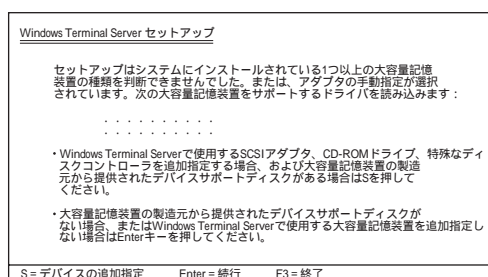 Windows Terminal Server セットアップ
セットアップはシステムにインストールされている1つ以上の大容量記憶
装置の種類を判断できませんでした。または、アダプタの手動指定が選択
されています。次の大容量記憶装置をサポートするドライバを読み込みます：
. . . . . . . . . .
. . . . . . . . . .
・Windows Terminal Serverで使用するSCSIアダプタ、CD-ROMドライブ、特殊なディ
スクコントローラを追加指定する場合、および大容量記憶装置の製造
元から提供されたデバイスサポートディスクがある場合はSを押して
ください。
・大容量記憶装置の製造元から提供されたデバイスサポートディスクが
ない場合、またはWindows Terminal Serverで使用する大容量記憶装置を追加指定し
ない場合はEnterキーを押してください。
S = デバイスの追加指定 Enter = 続行 F3 = 終了